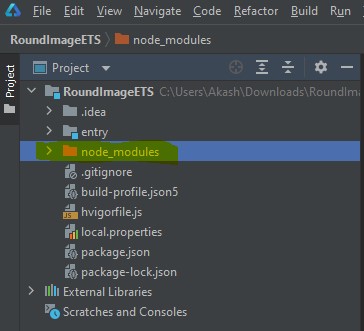 File Edit View Navigate Code Refactor Build Run
RoundImageETS node_modules
Project
Project
RoundImageETS C:\Users\Akash\Downloads\RoundIma
.idea
entry
node_modules
.gitignore
build-profile.json5
hvigorfile.js
local.properties
package.json
package-lock.json
External Libraries
Scratches and Consoles